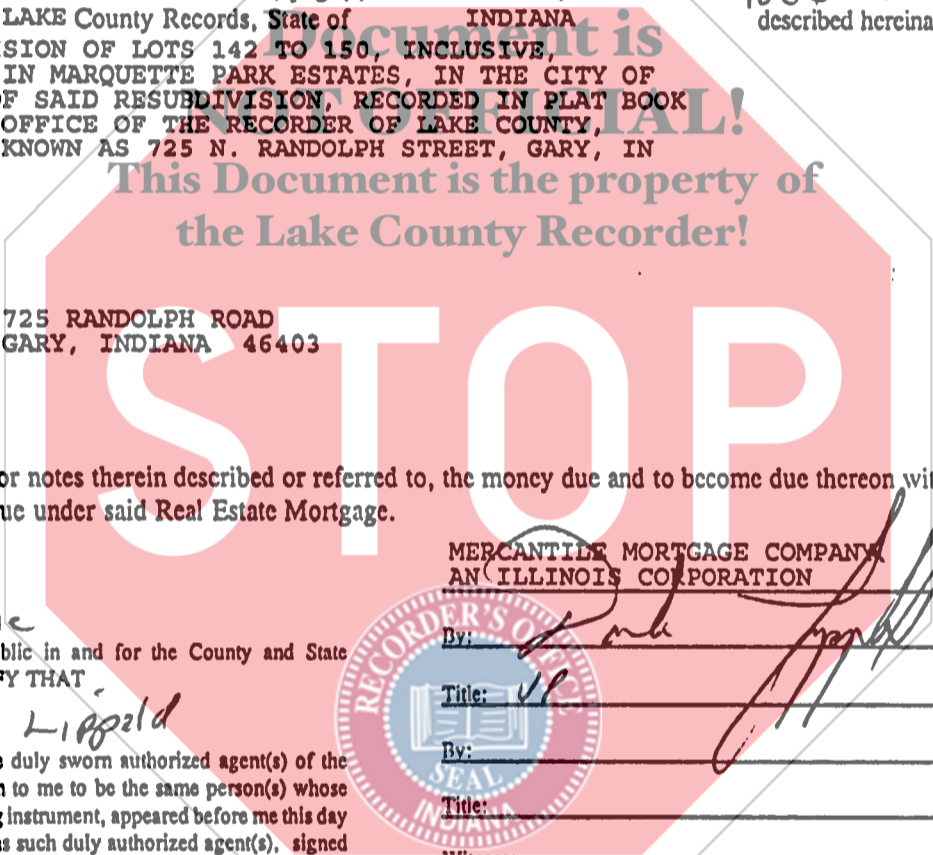 LAKE County Records, State of INDIANA
described hereina
SION OF LOTS 142 TO 150, INCLUSIVE,
IN MARQUETTE PARK ESTATES, IN THE CITY OF
F SAID RESUBDIVISION, RECORDED IN PLAT BOOK
OFFICE OF THE RECORDER OF LAKE COUNTY,
KNOWN AS 725 N. RANDOLPH STREET, GARY, IN
Document is
NOT OFFICIAL!
This Document is the property of
the Lake County Recorder!
725 RANDOLPH ROAD
GARY, INDIANA 46403
STOP
or notes therein described or referred to, the money due and to become due thereon wit
ue under said Real Estate Mortgage.
MERCANTILE MORTGAGE COMPANY
AN ILLINOIS CORPORATION
By:
Title: VP
By:
Title:
blic in and for the County and State
FY THAT
Lippold
e duly sworn authorized agent(s) of the
n to me to be the same person(s) whose
g instrument, appeared before me this day
as such duly authorized agent(s), signed
RECORDER'S OFFICE
SEAL
INDIANA